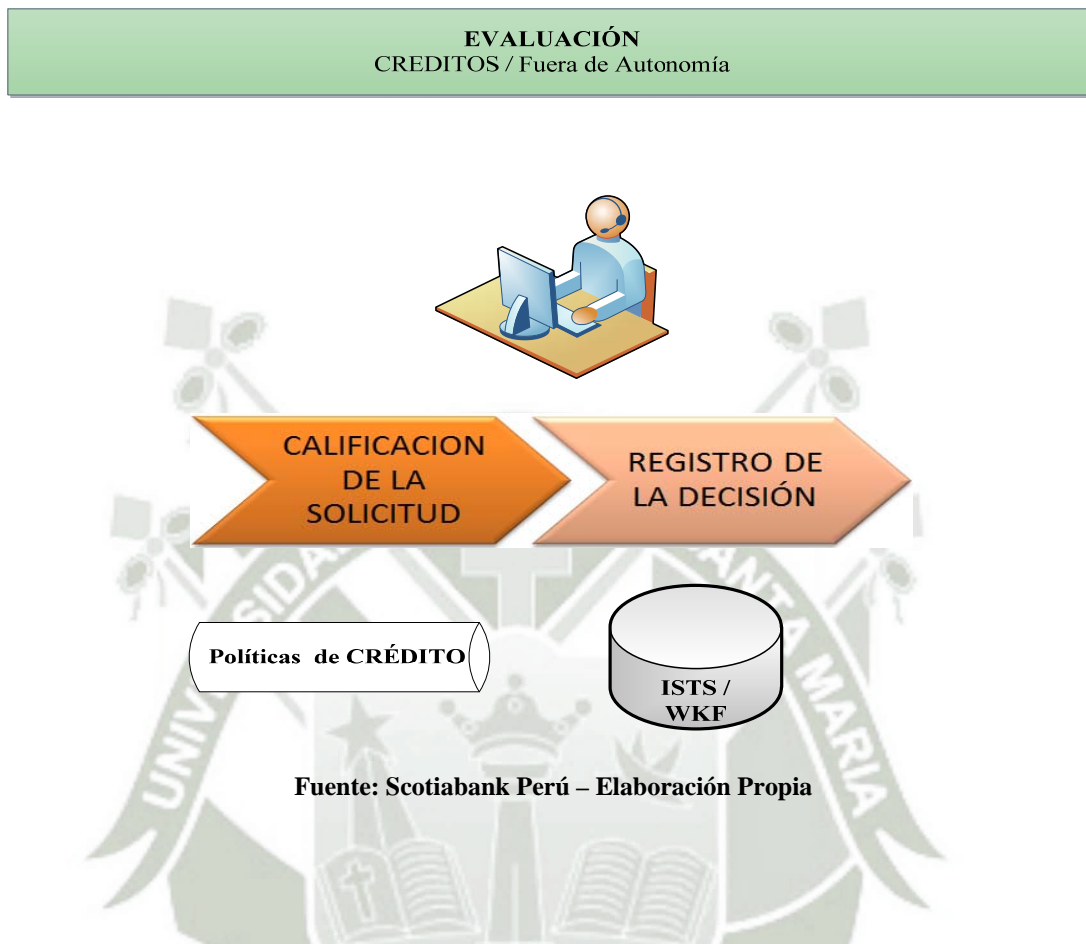 EVALUACIÓN
CREDITOS / Fuera de Autonomía
CALIFICACION
DE LA
SOLICITUD
REGISTRO DE
LA DECISIÓN
Políticas de CRÉDITO
ISTS /
WKF
Fuente: Scotiabank Perú – Elaboración Propia